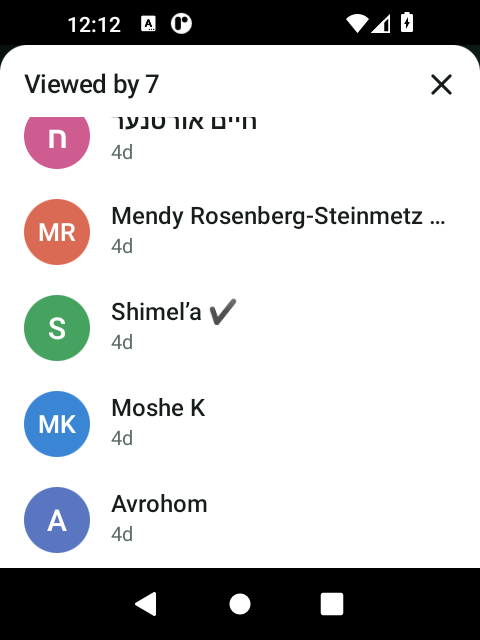 12:12
A
Viewed by 7
ח
חיים אורטנער
4d
MR
Mendy Rosenberg-Steinmetz ...
4d
S
Shimel’a ✔
4d
MK
Moshe K
4d
A
Avrohom
4d